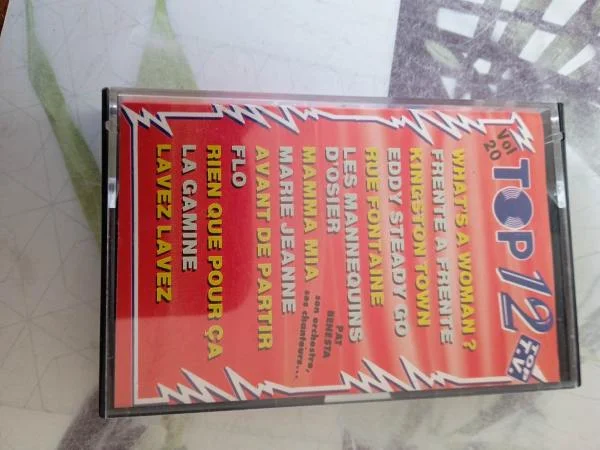 Vol
20
TOP 12
TOP
T.V.
WHAT'S A WOMAN ?
FRENTE A FRENTE
KINGSTON TOWN
EDDY STEADY GO
RUE FONTAINE
LES MANNEQUINS
D'OSIER
MAMMA MIA
MARIE JEANNE
AVANT DE PARTIR
FLO
RIEN QUE POUR ÇA
LA GAMINE
LAVEZ LAVEZ
PAT
BENESTA
son orchestre,
ses chanteurs...